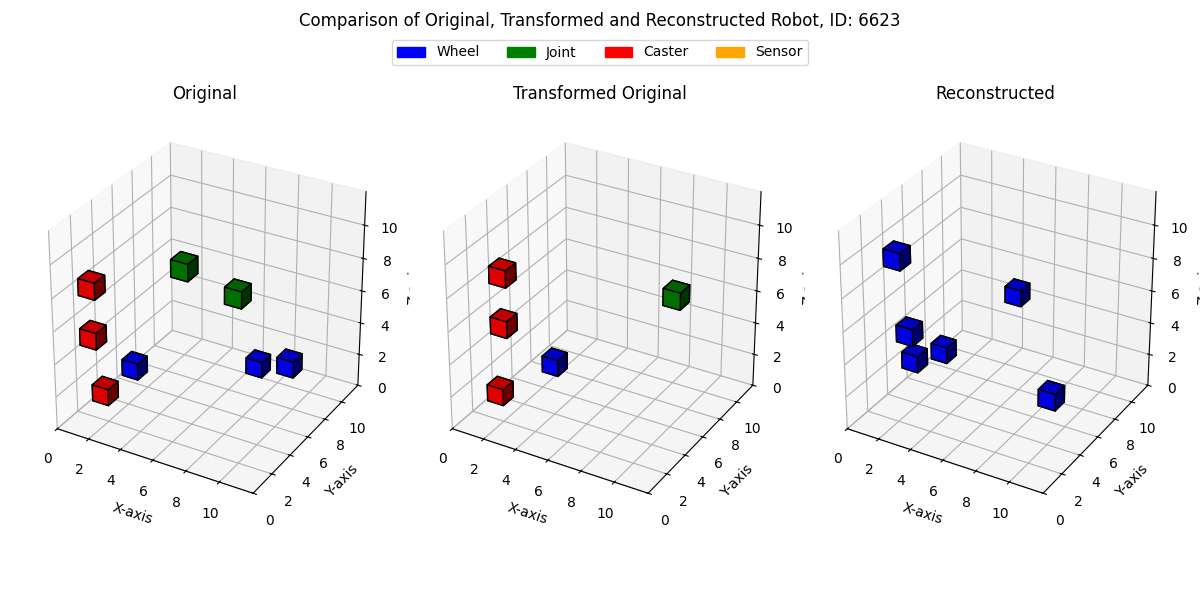 Comparison of Original, Transformed and Reconstructed Robot, ID: 6623
Wheel Joint Caster Sensor
Original
Transformed Original
Reconstructed
0 2 4 6 8 10
X-axis
0 2 4 6 8 10
Y-axis
0 2 4 6 8 10
0 2 4 6 8 10
X-axis
0 2 4 6 8 10
Y-axis
0 2 4 6 8 10
0 2 4 6 8 10
X-axis
0 2 4 6 8 10
Y-axis
0 2 4 6 8 10